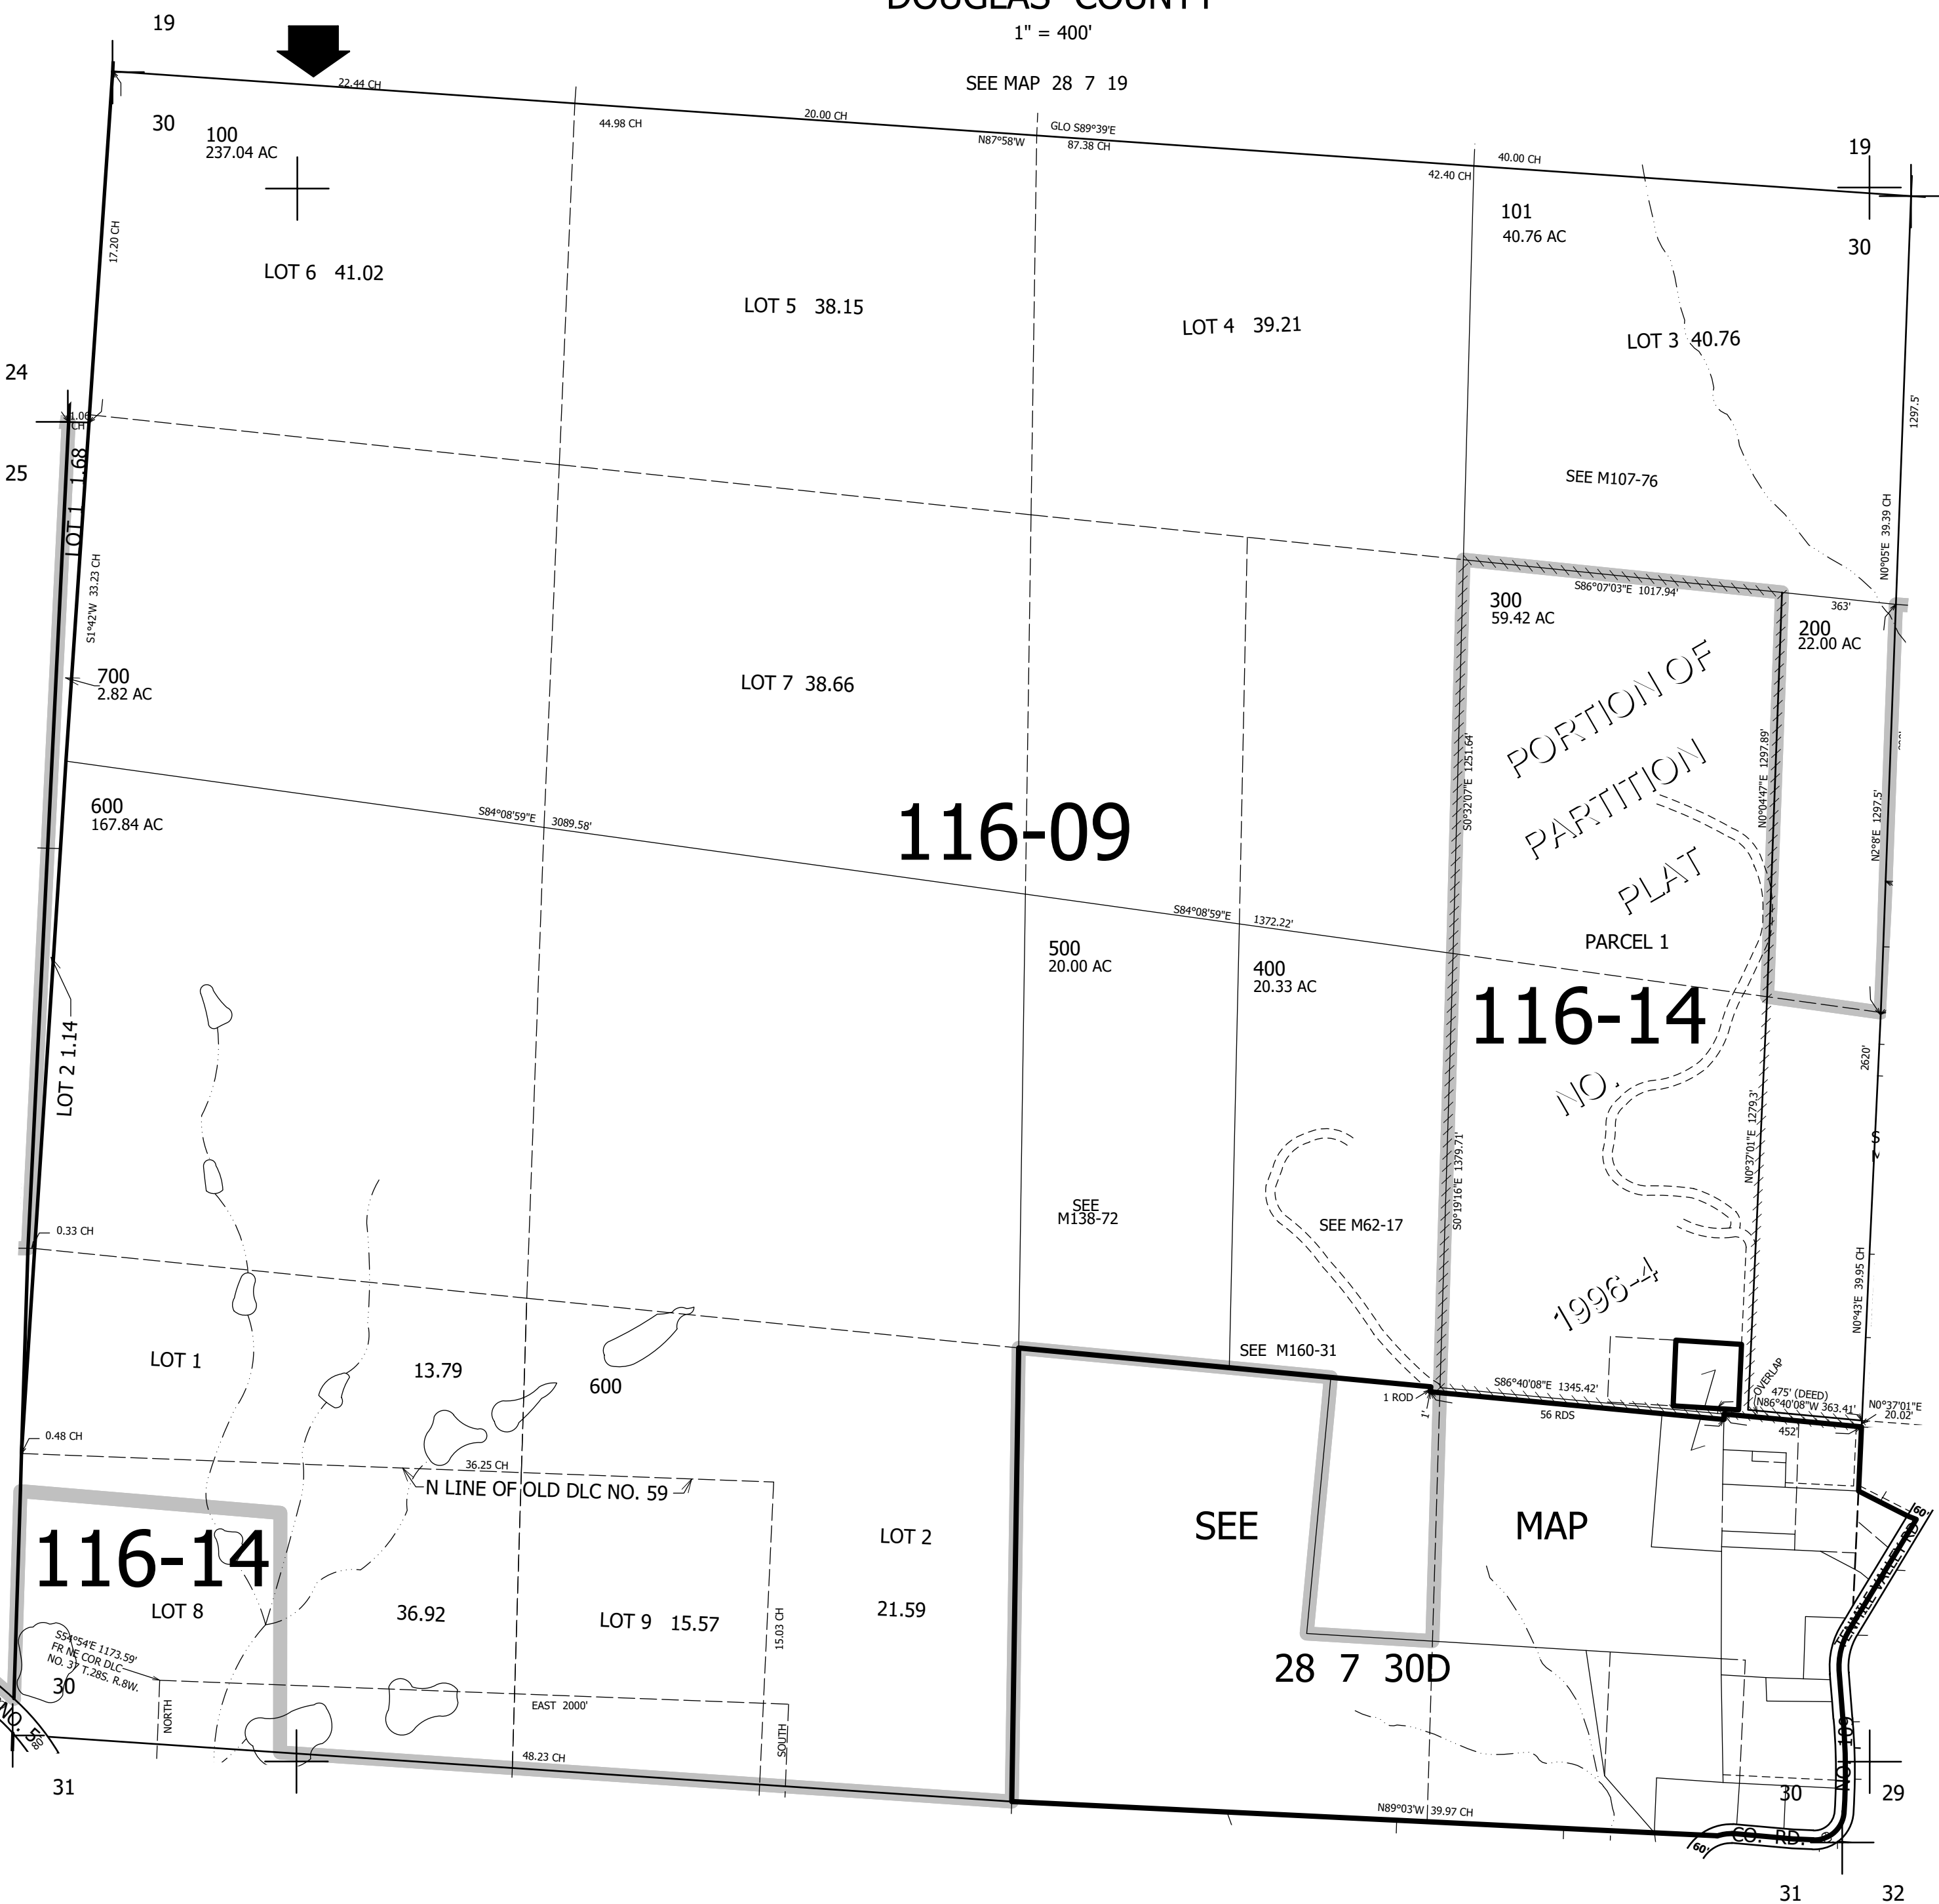 DOUGLAS COUNTY
1" = 400'
SEE MAP 28 7 19
19
30
22.44 CH
44.98 CH
20.00 CH
N87°58'W
GLO S89°39'E
87.38 CH
40.00 CH
42.40 CH
19
30
100
237.04 AC
101
40.76 AC
17.20 CH
LOT 6 41.02
LOT 5 38.15
LOT 4 39.21
LOT 3 40.76
1297.5'
24
25
1.06
CH
LOT 1 1.68
S1°42'W 33.23 CH
SEE M107-76
N0°05'E 39.39 CH
S86°07'03"E 1017.94'
363'
300
59.42 AC
200
22.00 AC
700
2.82 AC
LOT 7 38.66
PORTION OF
PARTITION
PLAT
NO.
1996-4
S0°32'07"E 1251.64'
N0°04'47"E 1297.89'
N2°8"E 1297.5'
600
167.84 AC
S84°08'59"E 3089.58'
116-09
S84°08'59"E 1372.22'
500
20.00 AC
400
20.33 AC
PARCEL 1
116-14
LOT 2 1.14
2620'
N0°37'01"E 1279.3'
S0°19'16"E 1379.71'
SEE
M138-72
SEE M62-17
0.33 CH
N0°43'E 39.95 CH
SEE M160-31
LOT 1
13.79
600
1 ROD
1'
S86°40'08"E 1345.42'
56 RDS
OVERLAP
475' (DEED)
N86°40'08"W 363.41'
452'
N0°37'01"E
20.02'
0.48 CH
36.25 CH
N LINE OF OLD DLC NO. 59
60'
116-14
LOT 8
LOT 2
SEE MAP
28 7 30D
TENMILE VALLEY RD
36.92
LOT 9 15.57
21.59
15.03 CH
S54°54'E 1173.59'
FR NE COR DLC
NO. 37 T.28S. R.8W.
30
NORTH
EAST 2000'
SOUTH
48.23 CH
80'
31
N89°03'W 39.97 CH
NO. 109
CO. RD.
60'
30
29
31
32